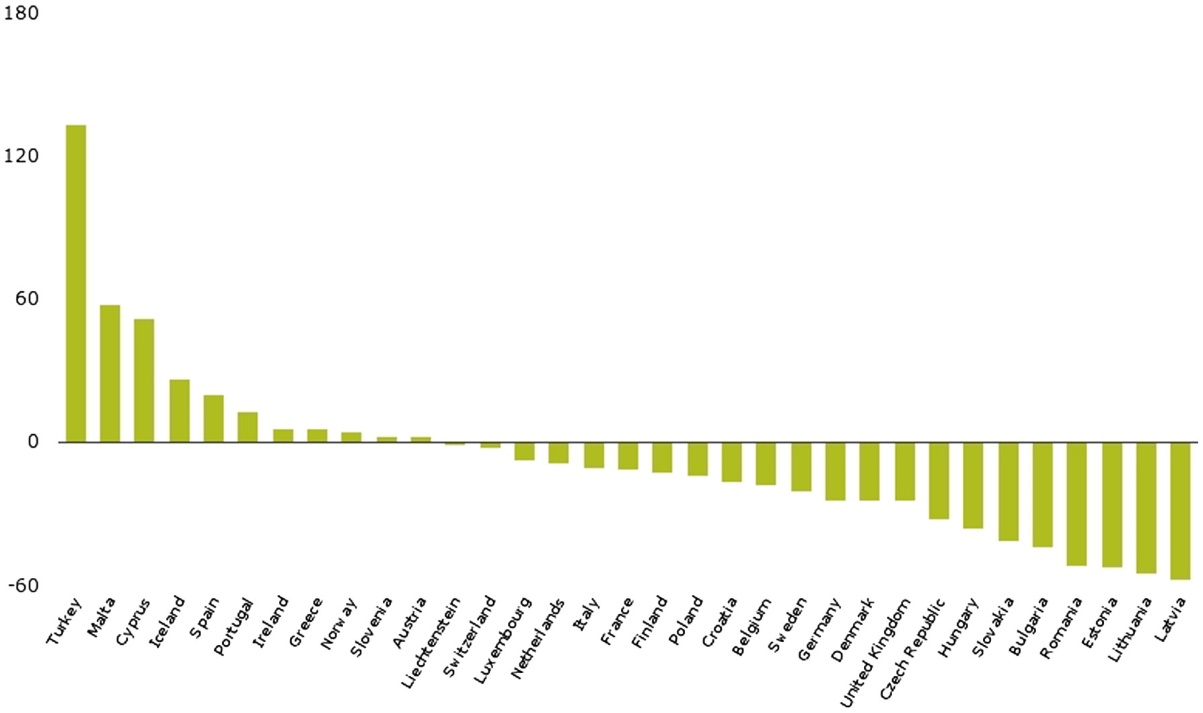 180
120
60
0
-60
Turkey
Malta
Cyprus
Iceland
Spain
Portugal
Ireland
Greece
Norway
Slovenia
Austria
Liechtenstein
Switzerland
Luxembourg
Netherlands
Italy
France
Finland
Poland
Croatia
Belgium
Sweden
Germany
Denmark
United Kingdom
Czech Republic
Hungary
Slovakia
Bulgaria
Romania
Estonia
Lithuania
Latvia